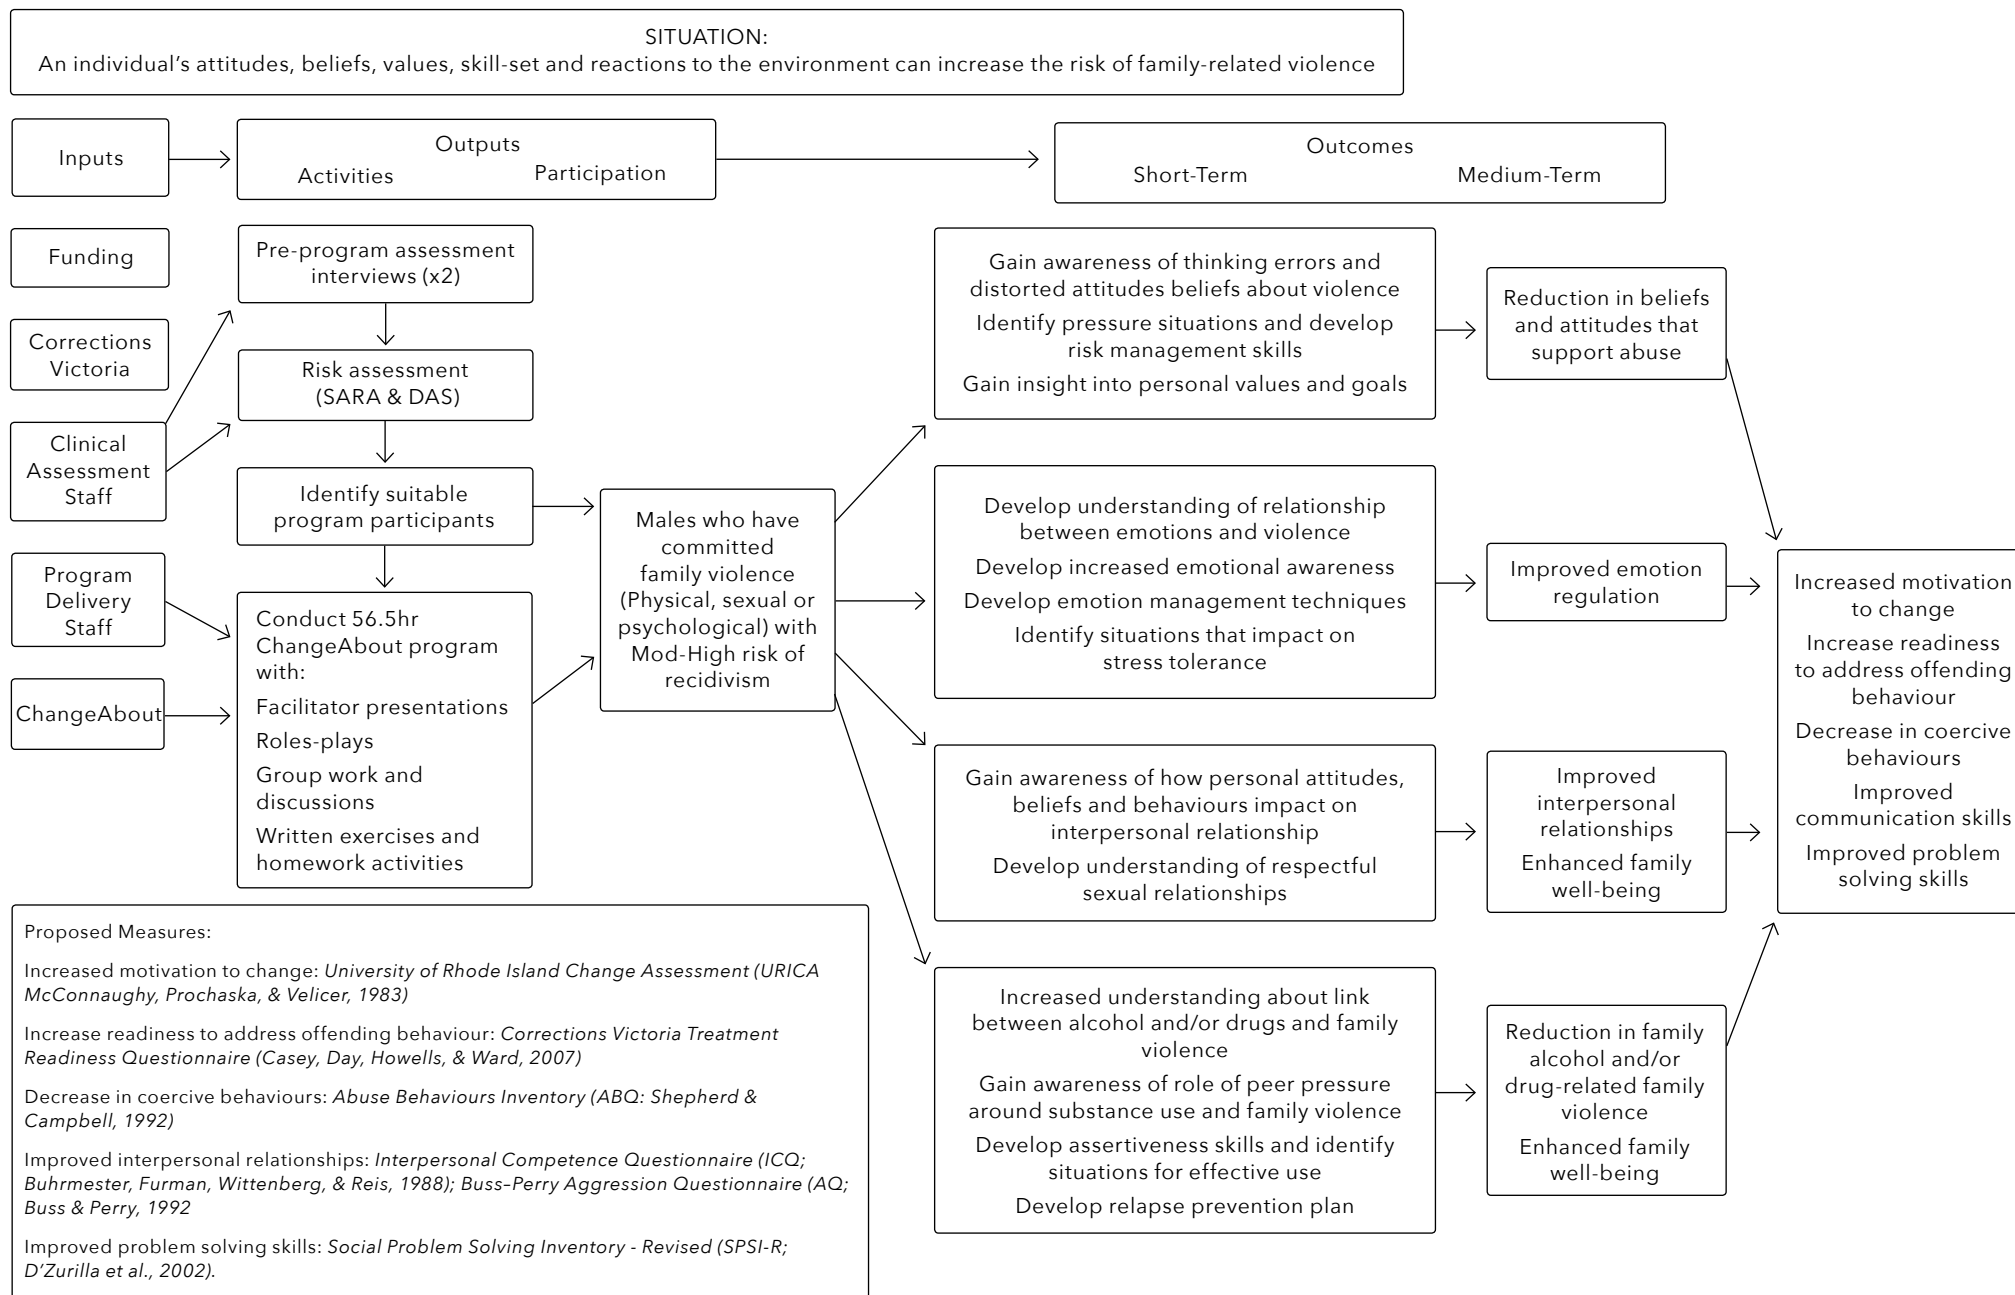 SITUATION:
An individual's attitudes, beliefs, values, skill-set and reactions to the environment can increase the risk of family-related violence
Inputs
Outputs
Activities
Participation
Outcomes
Short-Term
Medium-Term
Funding
Corrections
Victoria
Clinical
Assessment
Staff
Program
Delivery
Staff
ChangeAbout
Pre-program assessment
interviews (x2)
Risk assessment
(SARA & DAS)
Identify suitable
program participants
Conduct 56.5hr
ChangeAbout program
with:
Facilitator presentations
Roles-plays
Group work and
discussions
Written exercises and
homework activities
Males who have
committed
family violence
(Physical, sexual or
psychological) with
Mod-High risk of
recidivism
Gain awareness of thinking errors and
distorted attitudes beliefs about violence
Identify pressure situations and develop
risk management skills
Gain insight into personal values and goals
Develop understanding of relationship
between emotions and violence
Develop increased emotional awareness
Develop emotion management techniques
Identify situations that impact on
stress tolerance
Gain awareness of how personal attitudes,
beliefs and behaviours impact on
interpersonal relationship
Develop understanding of respectful
sexual relationships
Increased understanding about link
between alcohol and/or drugs and family
violence
Gain awareness of role of peer pressure
around substance use and family violence
Develop assertiveness skills and identify
situations for effective use
Develop relapse prevention plan
Reduction in beliefs
and attitudes that
support abuse
Improved emotion
regulation
Improved
interpersonal
relationships
Enhanced family
well-being
Reduction in family
alcohol and/or
drug-related family
violence
Enhanced family
well-being
Increased motivation
to change
Increase readiness
to address offending
behaviour
Decrease in coercive
behaviours
Improved
communication skills
Improved problem
solving skills
Proposed Measures:
Increased motivation to change: University of Rhode Island Change Assessment (URICA
McConnaughy, Prochaska, & Velicer, 1983)
Increase readiness to address offending behaviour: Corrections Victoria Treatment
Readiness Questionnaire (Casey, Day, Howells, & Ward, 2007)
Decrease in coercive behaviours: Abuse Behaviours Inventory (ABQ: Shepherd &
Campbell, 1992)
Improved interpersonal relationships: Interpersonal Competence Questionnaire (ICQ;
Buhrmester, Furman, Wittenberg, & Reis, 1988); Buss–Perry Aggression Questionnaire (AQ;
Buss & Perry, 1992
Improved problem solving skills: Social Problem Solving Inventory - Revised (SPSI-R;
D'Zurilla et al., 2002).